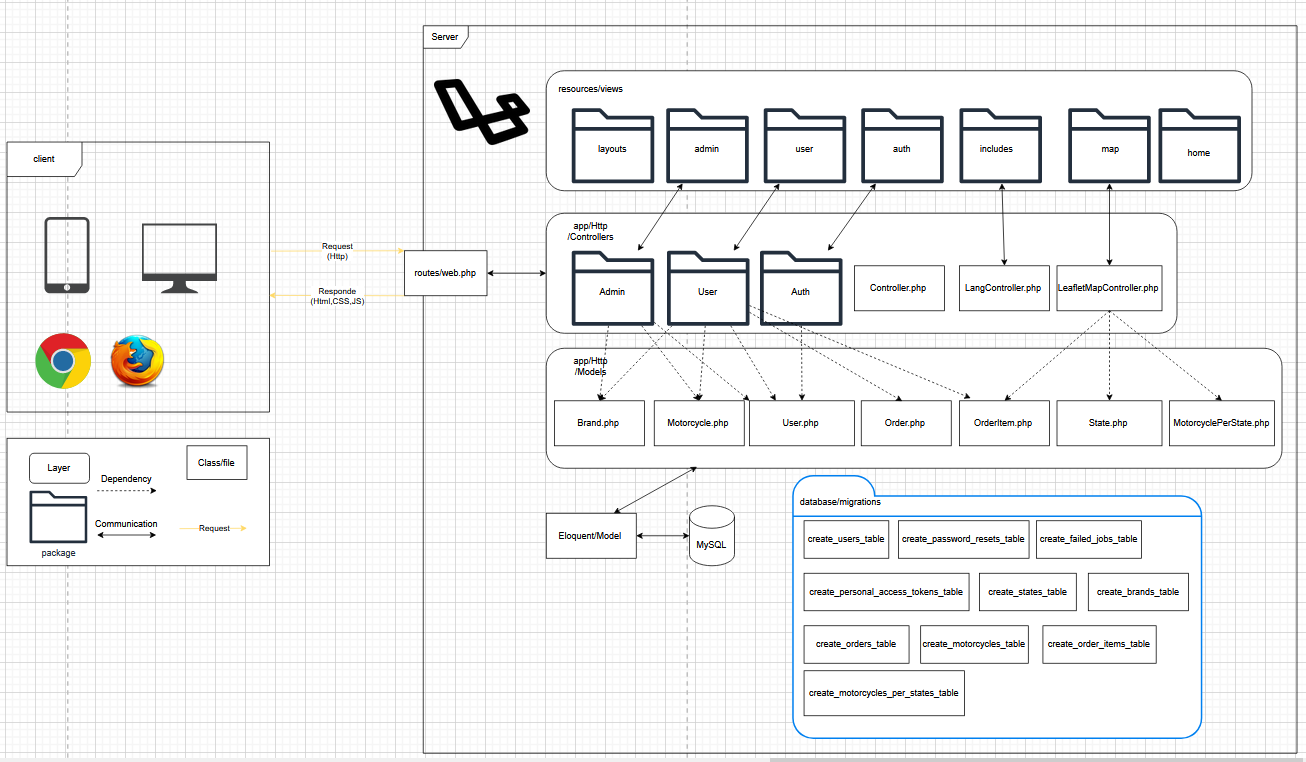 Server
resources/views
layouts
admin
user
auth
includes
map
home
client
app/Http
/Controllers
Request
(Http)
routes/web.php
Responde
(Html,CSS,JS)
Admin
User
Auth
Controller.php
LangController.php
LeafletMapController.php
app/Http
/Models
Brand.php
Motorcycle.php
User.php
Order.php
OrderItem.php
State.php
MotorcyclePerState.php
Layer
Class/file
Dependency
Communication
Request
package
Eloquent/Model
MySQL
database/migrations
create_users_table
create_password_resets_table
create_failed_jobs_table
create_personal_access_tokens_table
create_states_table
create_brands_table
create_orders_table
create_motorcycles_table
create_order_items_table
create_motorcycles_per_states_table